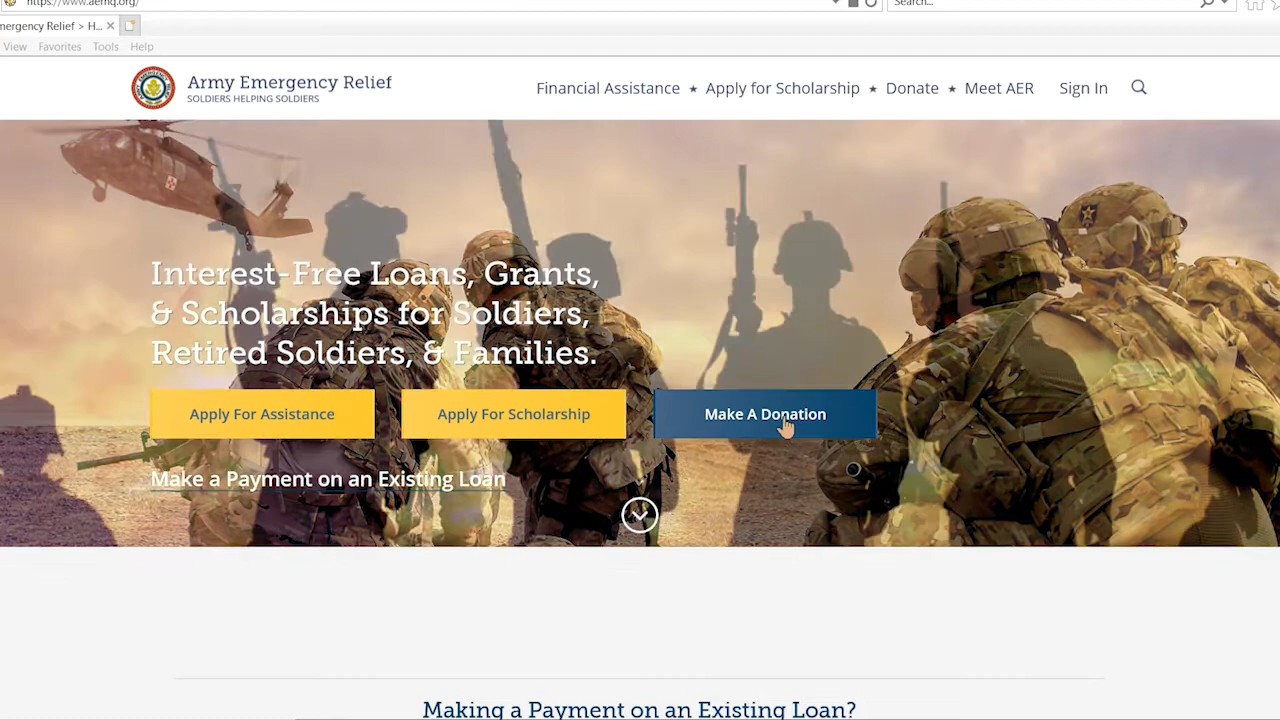 https://www.aerhq.org/
Search...
mergency Relief > H...
View Favorites Tools Help
Army Emergency Relief
SOLDIERS HELPING SOLDIERS
Financial Assistance ★ Apply for Scholarship ★ Donate ★ Meet AER Sign In
Interest-Free Loans, Grants,
& Scholarships for Soldiers,
Retired Soldiers, & Families.
Apply For Assistance Apply For Scholarship Make A Donation
Make a Payment on an Existing Loan
Making a Payment on an Existing Loan?